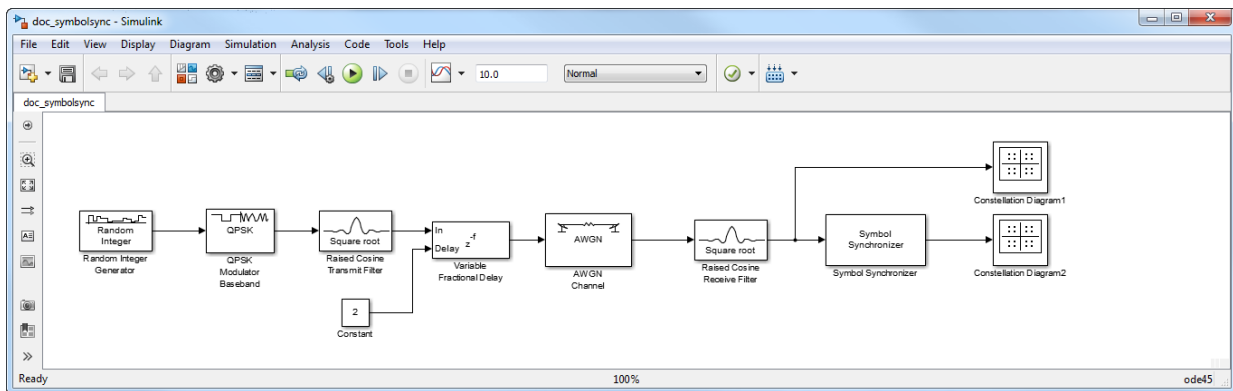 doc_symbolsync - Simulink
File Edit View Display Diagram Simulation Analysis Code Tools Help
10.0 Normal
doc_symbolsync
Constellation Diagram1
Random
Integer
Random Integer
Generator
QPSK
QPSK
Modulator
Baseband
Square root
Raised Cosine
Transmit Filter
In
Delay
z
-f
Variable
Fractional Delay
2
Constant
AWGN
AWGN
Channel
Square root
Raised Cosine
Receive Filter
Symbol
Synchronizer
Symbol Synchronizer
Constellation Diagram2
Ready 100% ode45